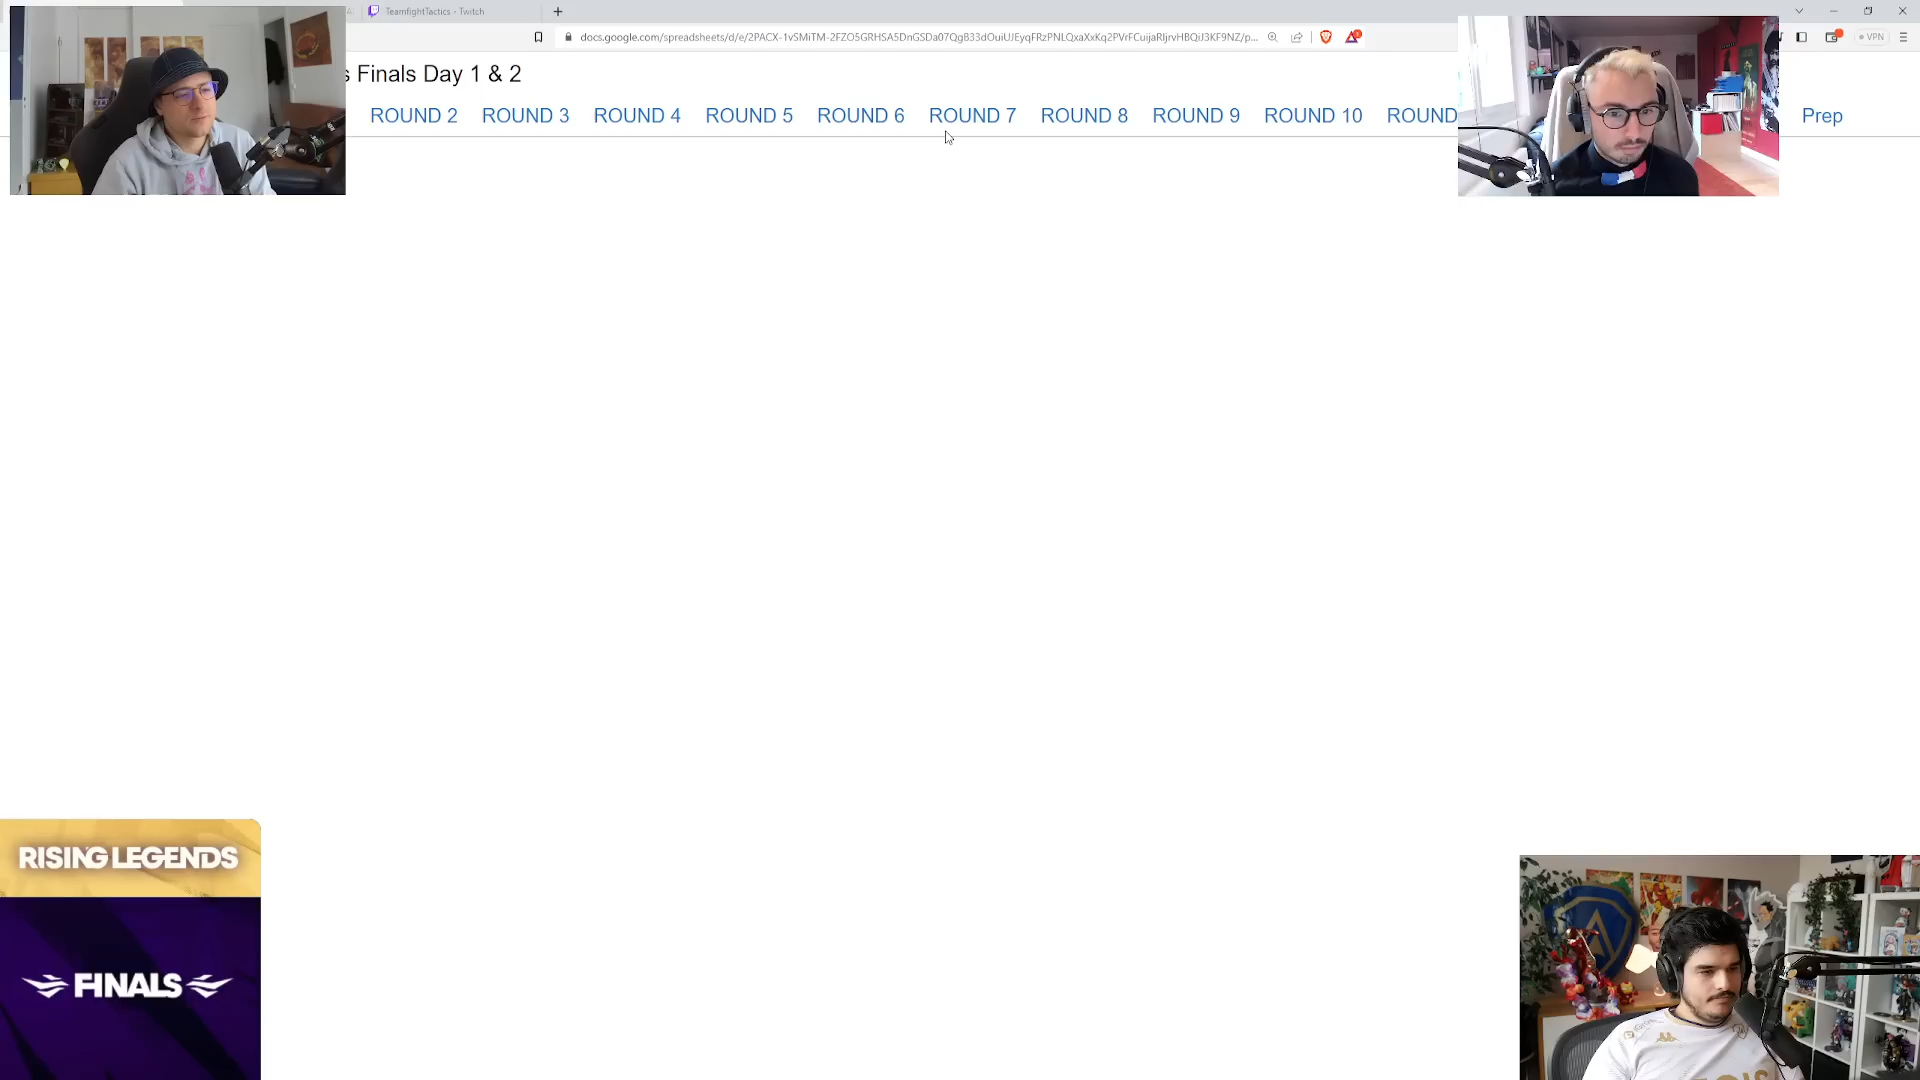 TeamfightTactics - Twitch
docs.google.com/spreadsheets/d/e/2PACX-1vSMiTM-2FZO5GRHSA5DnGSDa07QgB33dOuiUJEyqFRzPNLQxaXxKq2PVrFCuijaRIjrvHBQiJ3KF9NZ/p...
VPN
s Finals Day 1 & 2
ROUND 2 ROUND 3 ROUND 4 ROUND 5 ROUND 6 ROUND 7 ROUND 8 ROUND 9 ROUND 10 ROUND Prep
RISING LEGENDS
FINALS